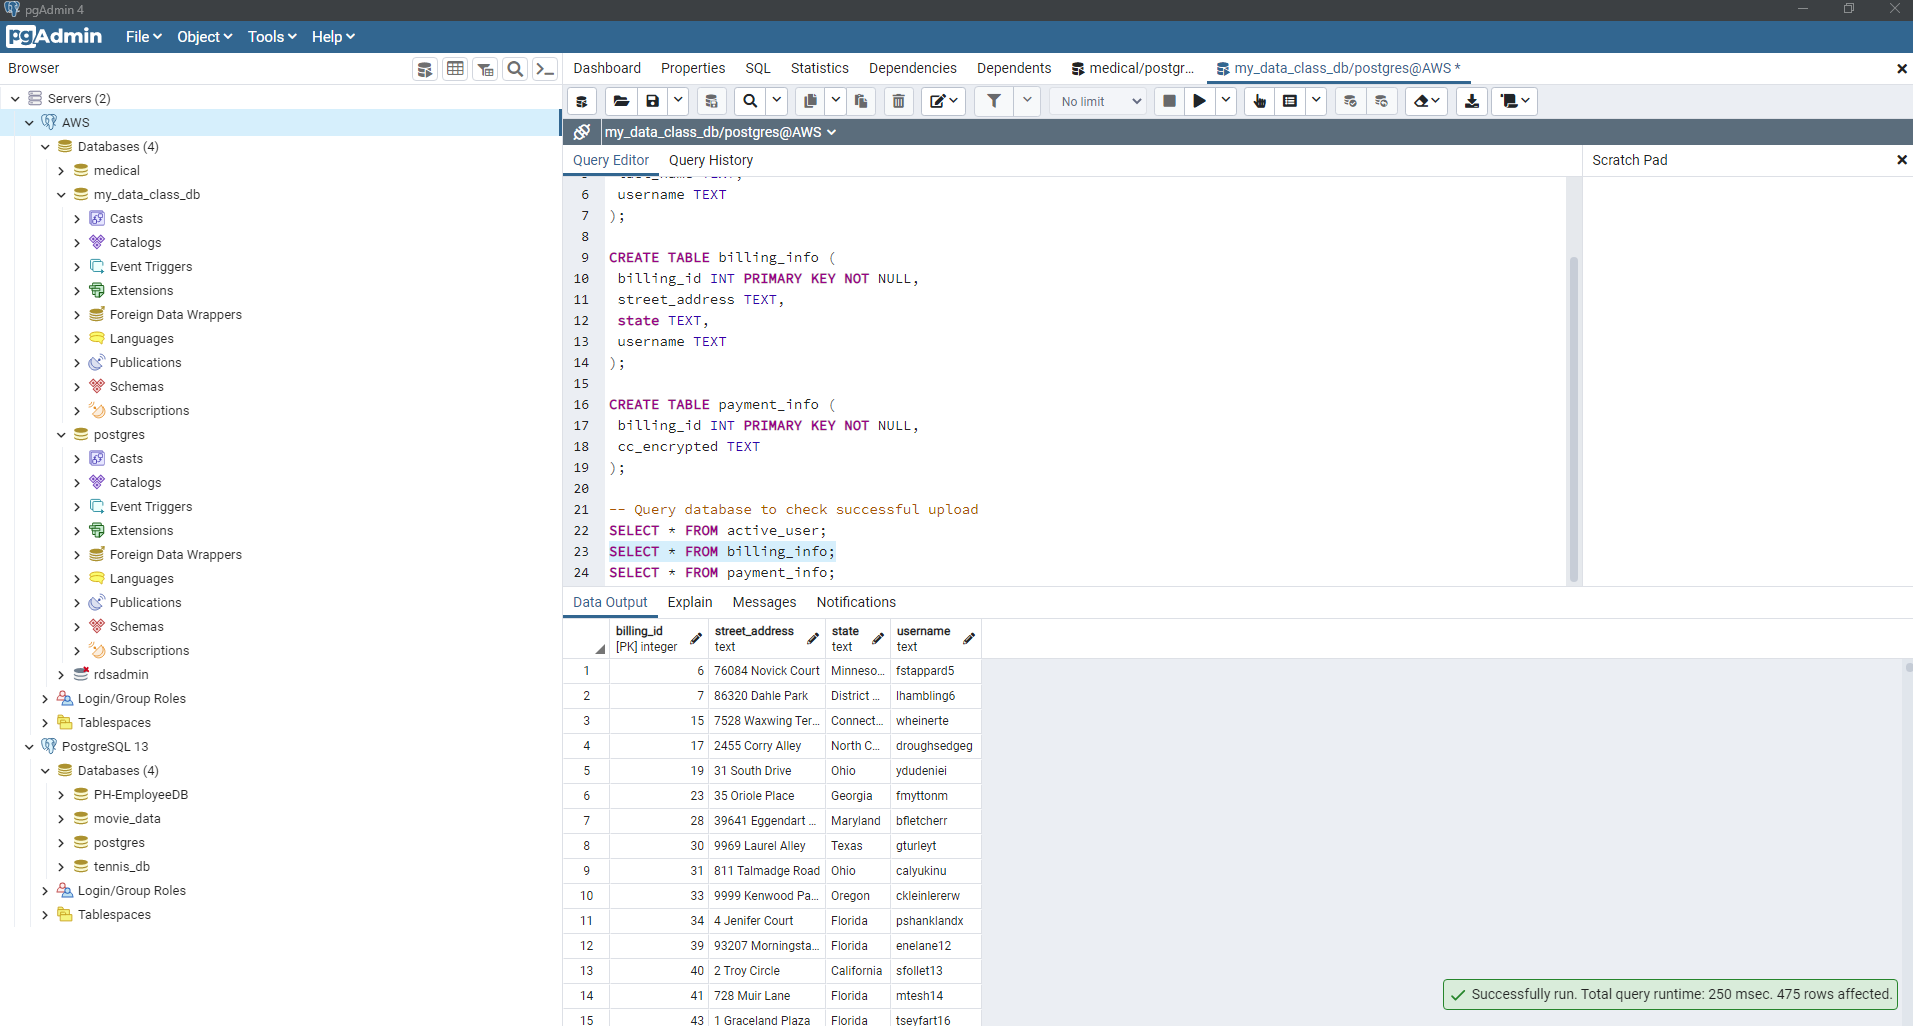 pgAdmin 4
pgAdmin File Object Tools Help
Browser
Servers (2)
AWS
Databases (4)
medical
my_data_class_db
Casts
Catalogs
Event Triggers
Extensions
Foreign Data Wrappers
Languages
Publications
Schemas
Subscriptions
postgres
Casts
Catalogs
Event Triggers
Extensions
Foreign Data Wrappers
Languages
Publications
Schemas
Subscriptions
rdsadmin
Login/Group Roles
Tablespaces
PostgreSQL 13
Databases (4)
PH-EmployeeDB
movie_data
postgres
tennis_db
Login/Group Roles
Tablespaces
Dashboard Properties SQL Statistics Dependencies Dependents medical/postgr... my_data_class_db/postgres@AWS *
No limit
my_data_class_db/postgres@AWS
Query Editor Query History
Scratch Pad
6 username TEXT
7 );
8
9 CREATE TABLE billing_info (
10 billing_id INT PRIMARY KEY NOT NULL,
11 street_address TEXT,
12 state TEXT,
13 username TEXT
14 );
15
16 CREATE TABLE payment_info (
17 billing_id INT PRIMARY KEY NOT NULL,
18 cc_encrypted TEXT
19 );
20
21 -- Query database to check successful upload
22 SELECT * FROM active_user;
23 SELECT * FROM billing_info;
24 SELECT * FROM payment_info;
Data Output Explain Messages Notifications
billing_id street_address state username
[PK] integer text text text
1 6 76084 Novick Court Minneso... fstappard5
2 7 86320 Dahle Park District ... lhambling6
3 15 7528 Waxwing Ter... Connect... wheinerte
4 17 2455 Corry Alley North C... droughsedgeg
5 19 31 South Drive Ohio ydudeniei
6 23 35 Oriole Place Georgia fmyttonm
7 28 39641 Eggendart ... Maryland bfletcherr
8 30 9969 Laurel Alley Texas gturleyt
9 31 811 Talmadge Road Ohio calyukinu
10 33 9999 Kenwood Pa... Oregon ckleinlererw
11 34 4 Jenifer Court Florida pshanklandx
12 39 93207 Morningsta... Florida enelane12
13 40 2 Troy Circle California sfollet13
14 41 728 Muir Lane Florida mtesh14
15 43 1 Graceland Plaza Florida tseyfart16
Successfully run. Total query runtime: 250 msec. 475 rows affected.